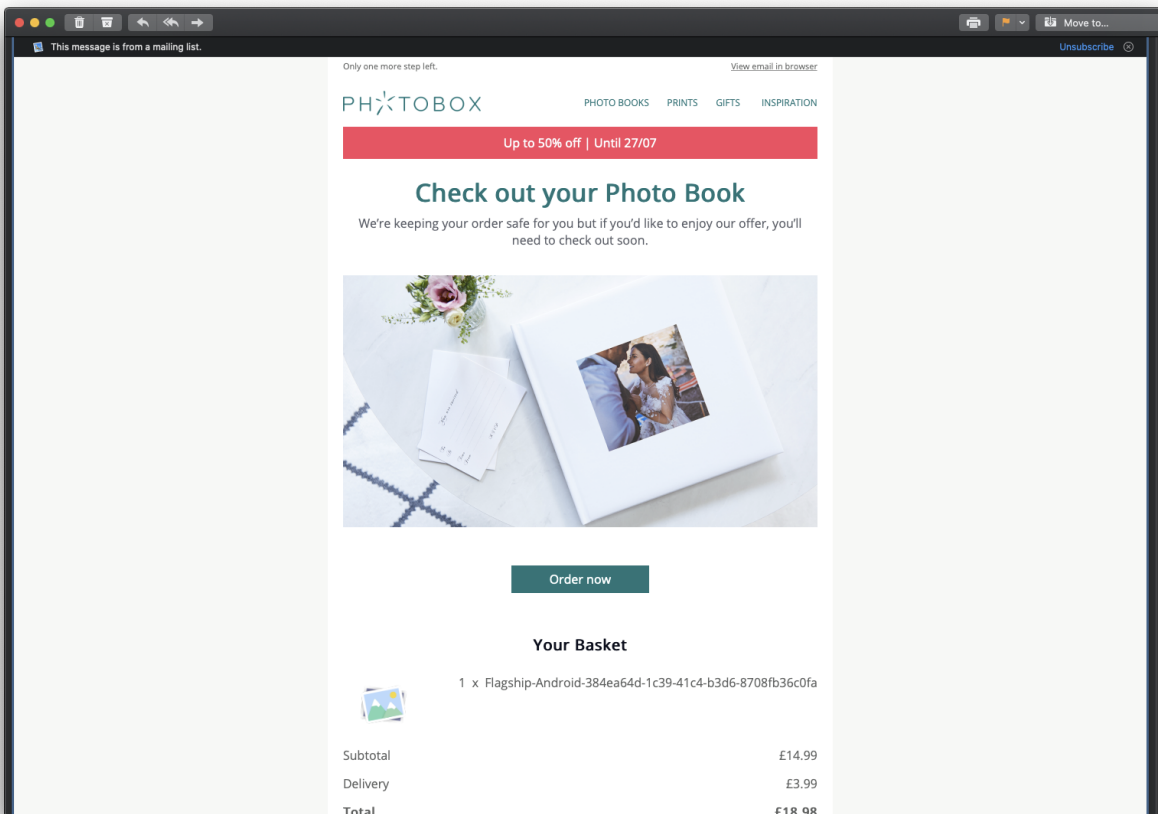 Move to...
This message is from a mailing list.
Unsubscribe
Only one more step left.
View email in browser
PHOTOBOX
PHOTO BOOKS PRINTS GIFTS INSPIRATION
Up to 50% off | Until 27/07
Check out your Photo Book
We're keeping your order safe for you but if you'd like to enjoy our offer, you'll
need to check out soon.
Order now
Your Basket
1 x Flagship-Android-384ea64d-1c39-41c4-b3d6-8708fb36c0fa
Subtotal £14.99
Delivery £3.99
Total £18.98